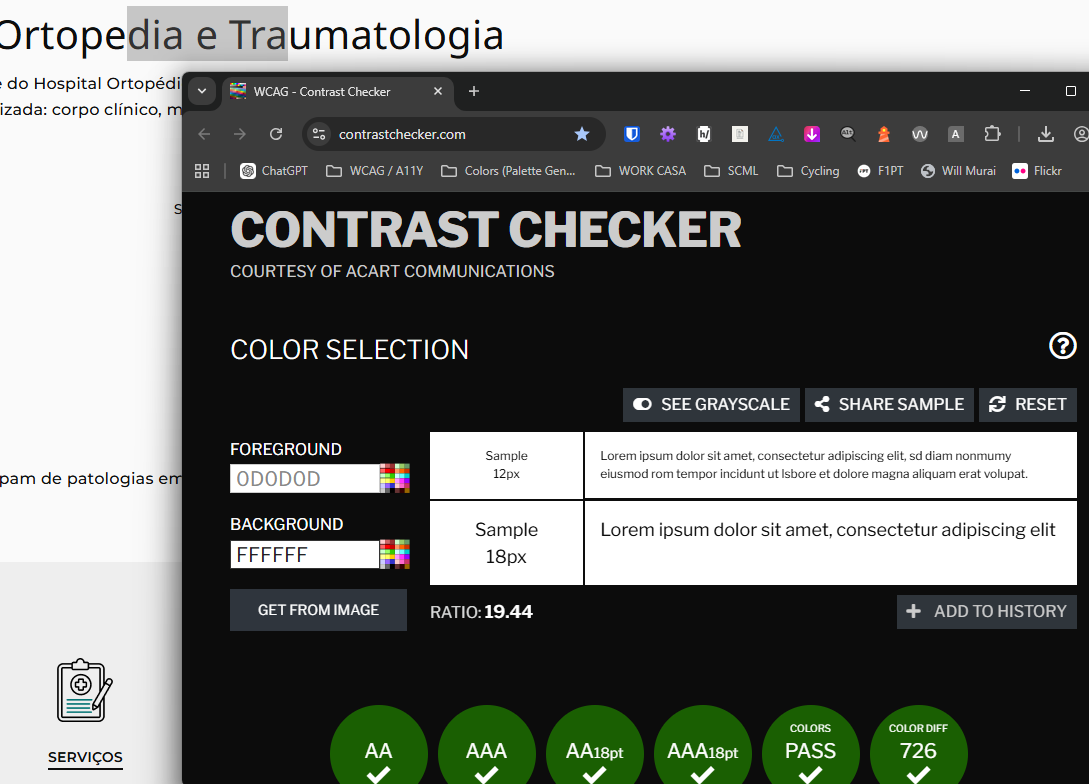 Ortopedia e Traumatologia
e do Hospital Ortopédi
izada: corpo clínico, m
S
pam de patologias em
SERVIÇOS
WCAG - Contrast Checker
contrastchecker.com
ChatGPT
WCAG / A11Y
Colors (Palette Gen...
WORK CASA
SCML
Cycling
F1PT
Will Murai
Flickr
CONTRAST CHECKER
COURTESY OF ACART COMMUNICATIONS
COLOR SELECTION
SEE GRAYSCALE
SHARE SAMPLE
RESET
FOREGROUND
0D0D0D
BACKGROUND
FFFFFF
GET FROM IMAGE
Sample
12px
Lorem ipsum dolor sit amet, consectetur adipiscing elit, sd diam nonmumy
eiusmod rom tempor incidunt ut lsbore et dolore magna aliquam erat volupat.
Sample
18px
Lorem ipsum dolor sit amet, consectetur adipiscing elit
RATIO: 19.44
ADD TO HISTORY
AA
AAA
AA18pt
AAA18pt
COLORS
PASS
COLOR DIFF
726